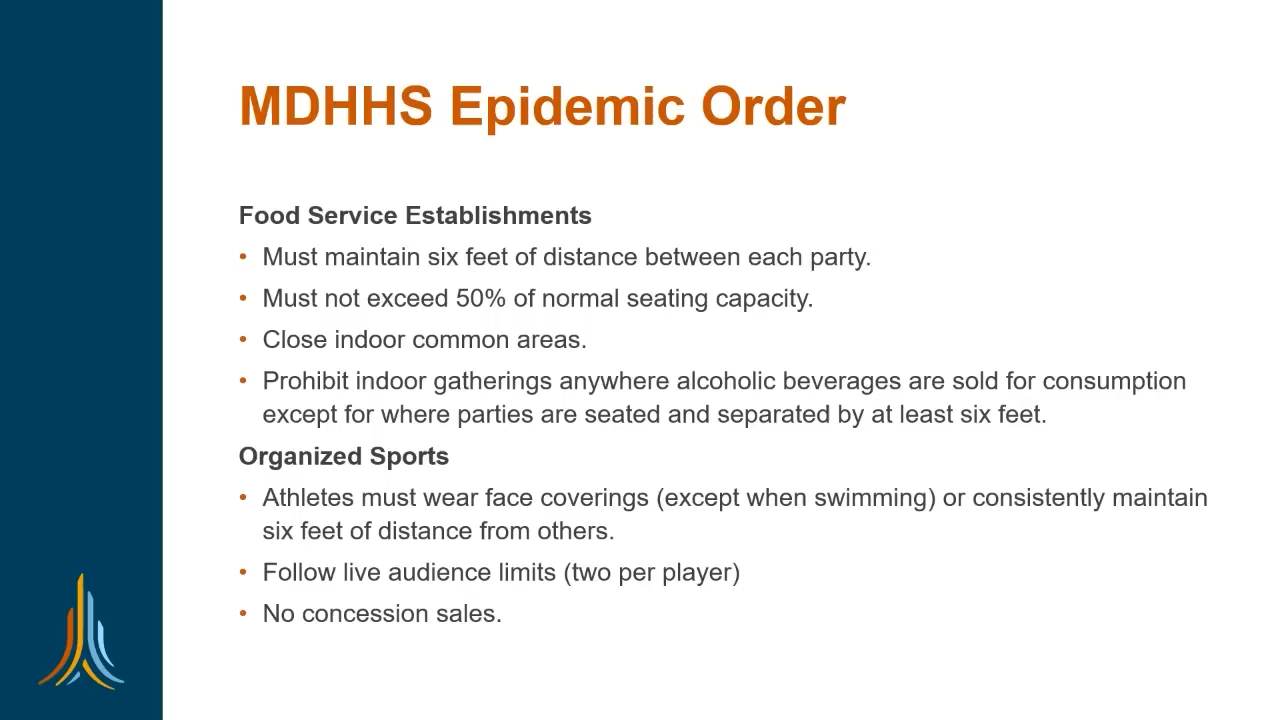 MDHHS Epidemic Order
Food Service Establishments
• Must maintain six feet of distance between each party.
• Must not exceed 50% of normal seating capacity.
• Close indoor common areas.
• Prohibit indoor gatherings anywhere alcoholic beverages are sold for consumption
except for where parties are seated and separated by at least six feet.
Organized Sports
• Athletes must wear face coverings (except when swimming) or consistently maintain
six feet of distance from others.
• Follow live audience limits (two per player)
• No concession sales.